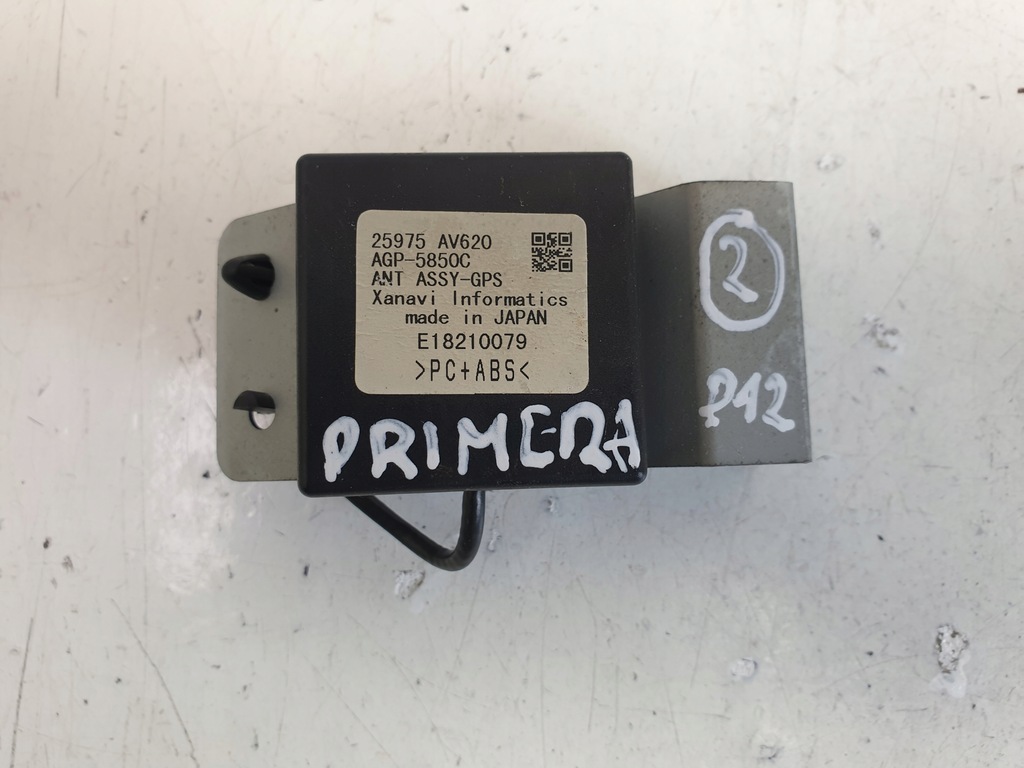 25975 AV620
AGP-5850C
ANT ASSY-GPS
Xanavi Informatics
made in JAPAN
E18210079
>PC+ABS<
PRIMERA
2
P12